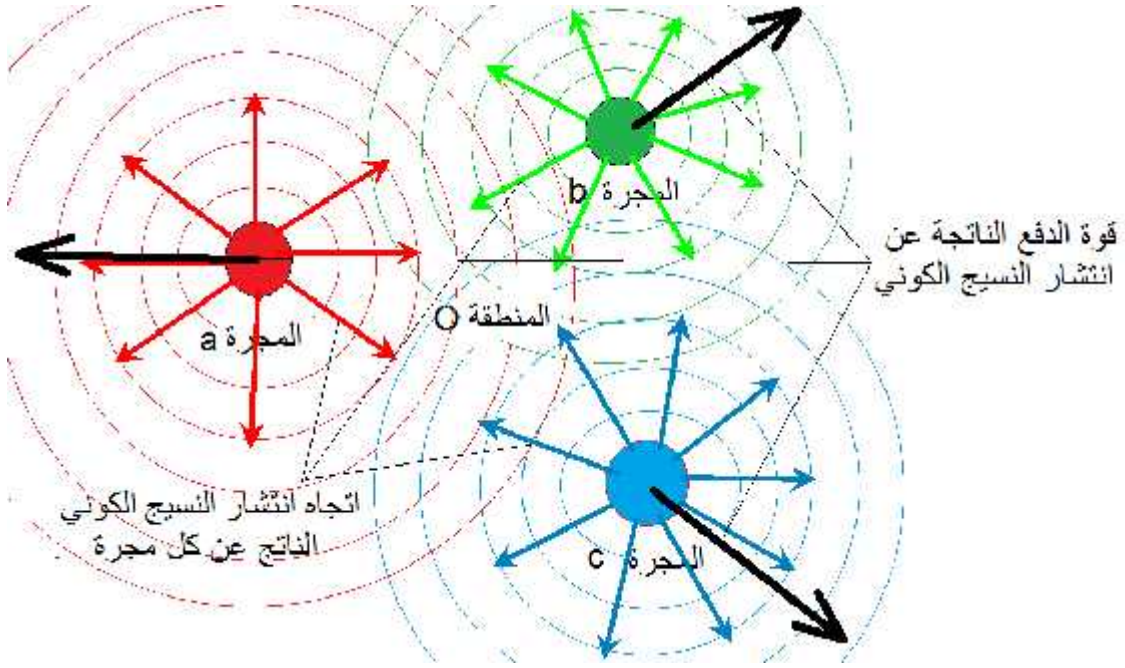 المجرة b
قوة الدفع الناتجة عن
انتشار النسيج الكوني
المنطقة O
المجرة a
اتجاه انتشار النسيج الكوني
الناتج عن كل مجرة
المجرة c